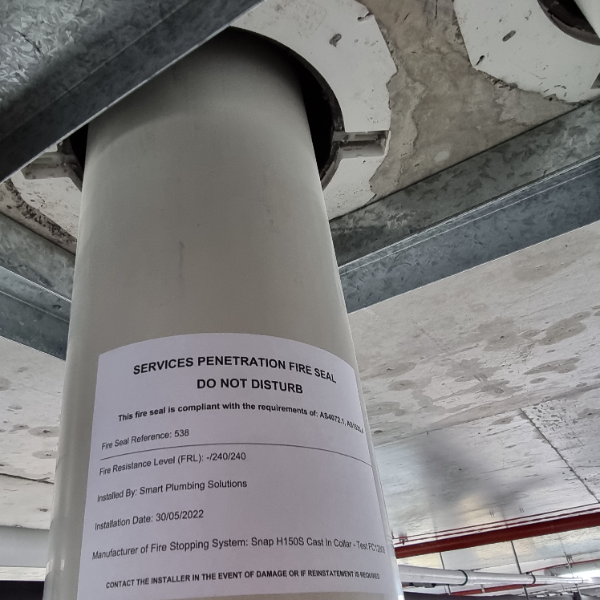 SERVICES PENETRATION FIRE SEAL
DO NOT DISTURB
This fire seal is compliant with the requirements of: AS4072.1,
Fire Seal Reference: 538
Fire Resistance Level (FRL): -/240/240
Installed By: Smart Plumbing Solutions
Installation Date: 30/05/2022
Manufacturer of Fire Stopping System: Snap H150S Cast In Collar - Test
CONTACT THE INSTALLER IN THE EVENT OF DAMAGE OR IF REINSTATEMENT IS REQUIRED